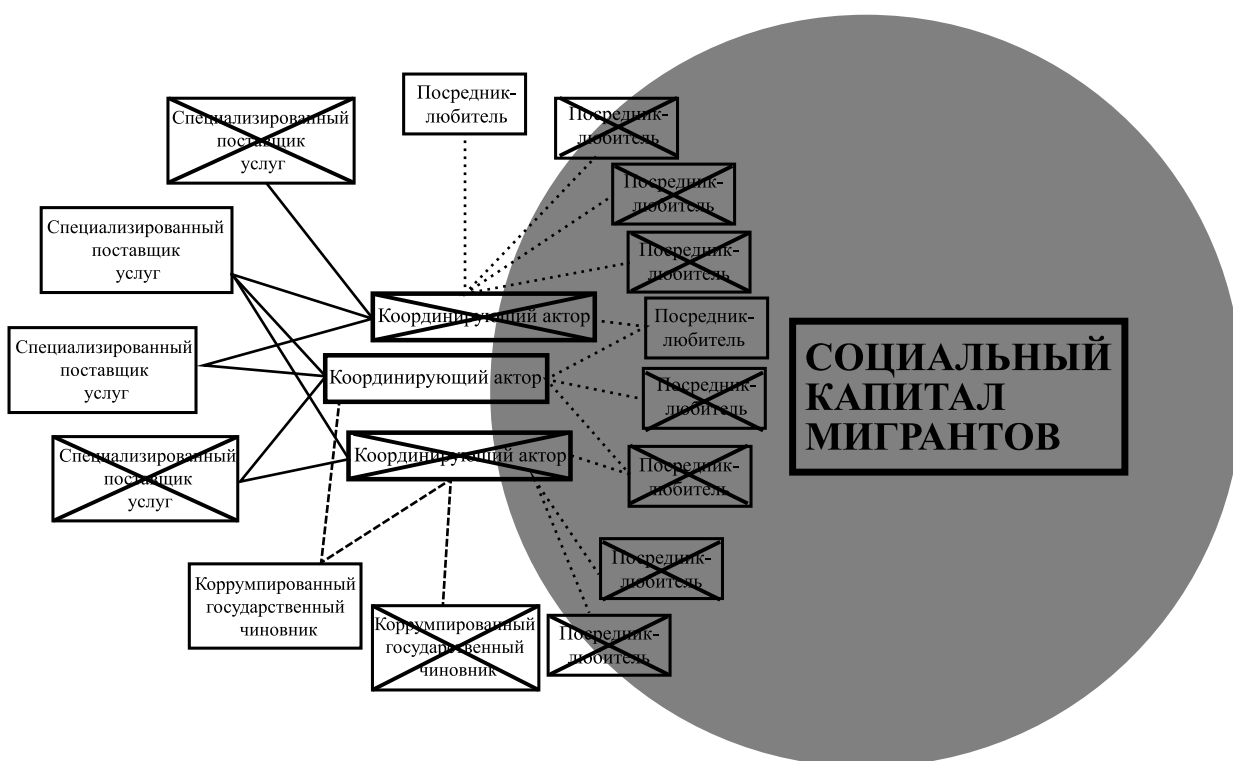 Посредник-
любитель
Специализированный
поставщик
услуг
Посредник-
любитель
Посредник-
любитель
Специализированный
поставщик
услуг
Посредник-
любитель
Координирующий актор
Посредник-
любитель
Специализированный
поставщик
услуг
Координирующий актор
Посредник-
любитель
СОЦИАЛЬНЫЙ
КАПИТАЛ
МИГРАНТОВ
Специализированный
поставщик
услуг
Координирующий актор
Посредник-
любитель
Посредник-
любитель
Коррумпированный
государственный
чиновник
Коррумпированный
государственный
чиновник
Посредник-
любитель